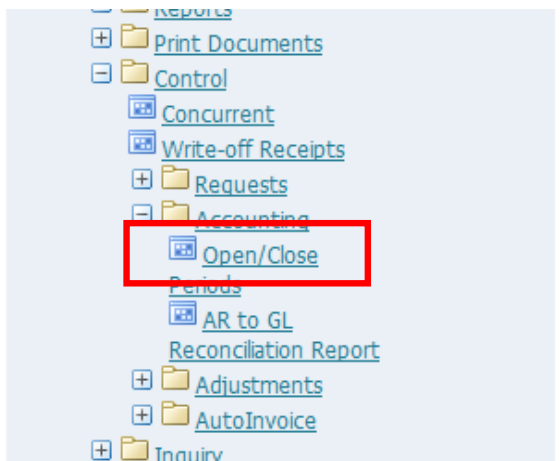 Reports
Print Documents
Control
Concurrent
Write-off Receipts
Requests
Accounting
Open/Close
Periods
AR to GL
Reconciliation Report
Adjustments
AutoInvoice
Inquiry